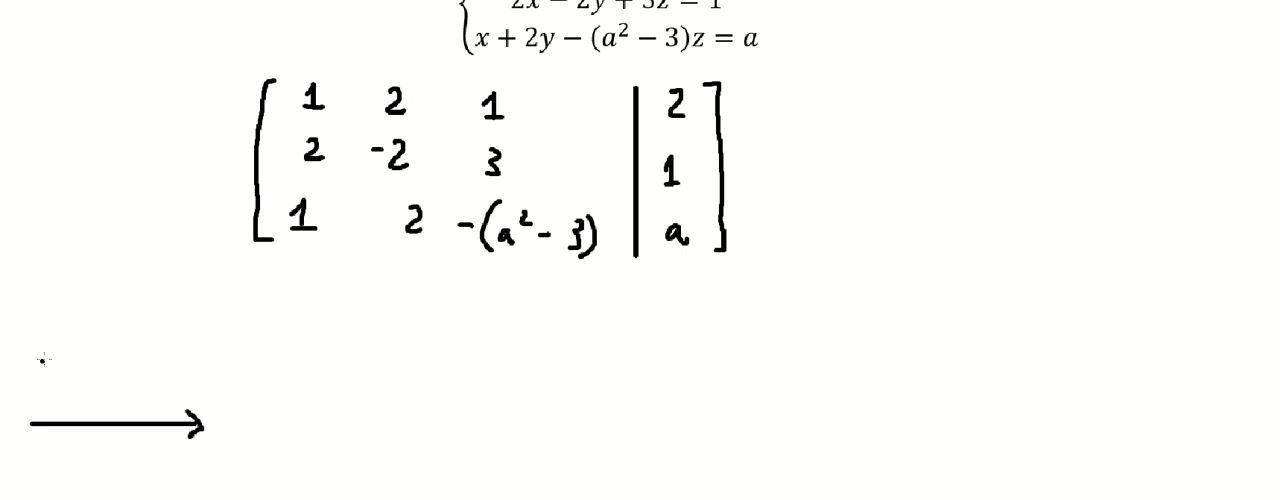 2x − 2y + 3z = 1
x + 2y − (a² − 3)z = a
1 2 1 | 2
2 -2 3 | 1
1 2 -(a² - 3) | a